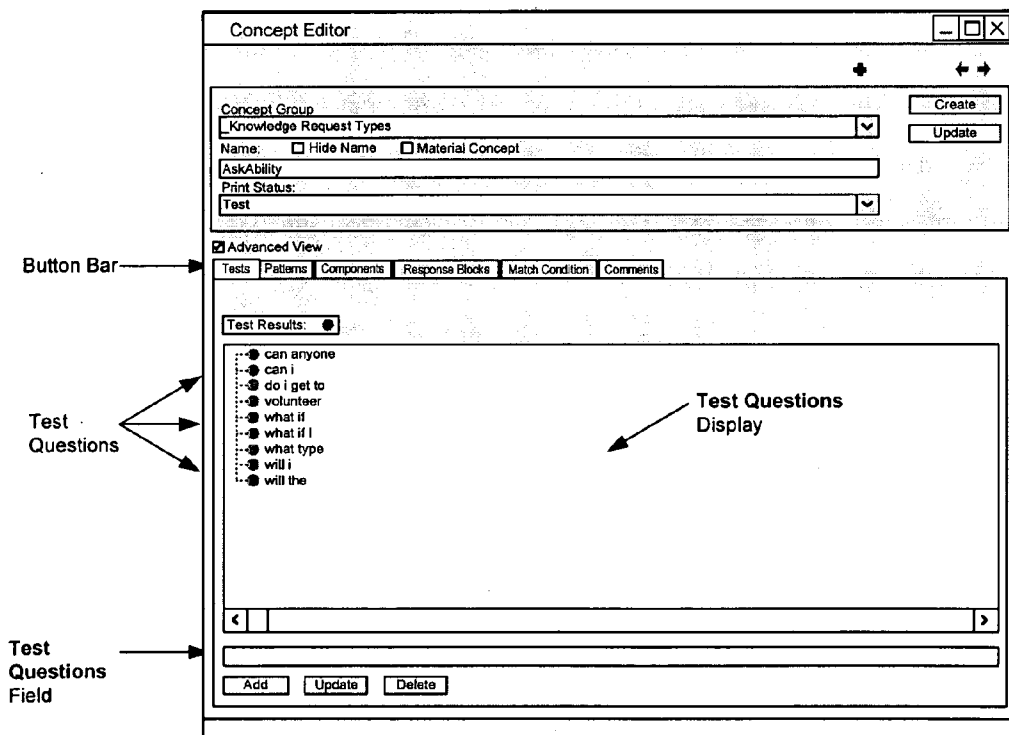 Concept Editor
Concept Group
Create
_Knowledge Request Types
Update
Name: Hide Name Material Concept
AskAbility
Print Status:
Test
Advanced View
Button Bar
Tests Patterns Components Response Blocks Match Condition Comments
Test Results:
can anyone
can i
do i get to
volunteer
what if
what if I
what type
will i
will the
Test
Questions
Test Questions
Display
Test
Questions
Field
Add Update Delete